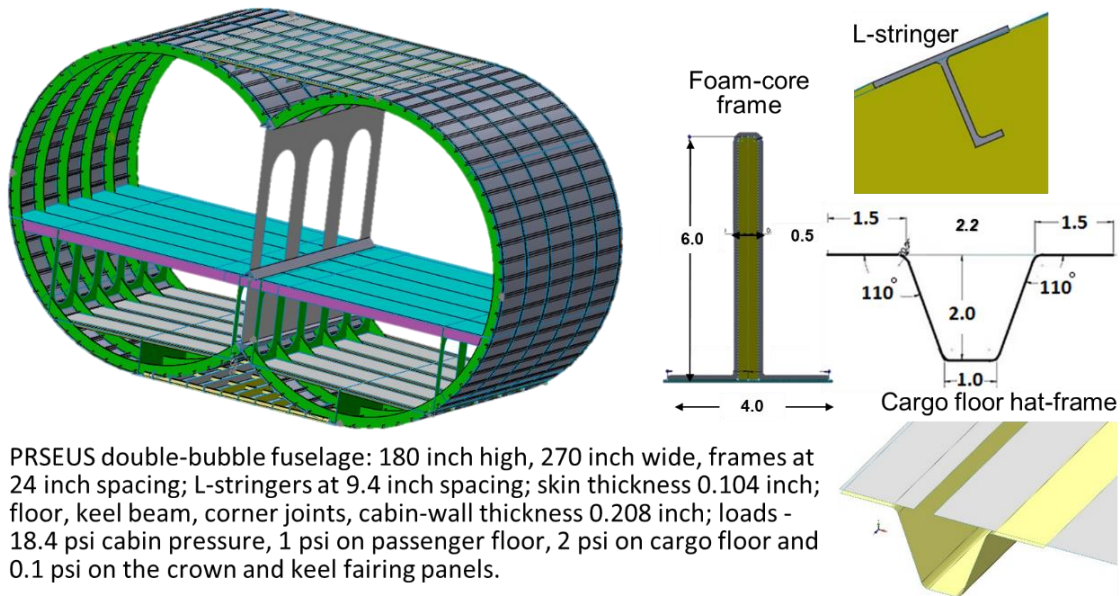 L-stringer
Foam-core
frame
6.0
0.5
4.0
1.5
2.2
1.5
110°
2.0
110°
1.0
Cargo floor hat-frame
PRSEUS double-bubble fuselage: 180 inch high, 270 inch wide, frames at
24 inch spacing; L-stringers at 9.4 inch spacing; skin thickness 0.104 inch;
floor, keel beam, corner joints, cabin-wall thickness 0.208 inch; loads -
18.4 psi cabin pressure, 1 psi on passenger floor, 2 psi on cargo floor and
0.1 psi on the crown and keel fairing panels.